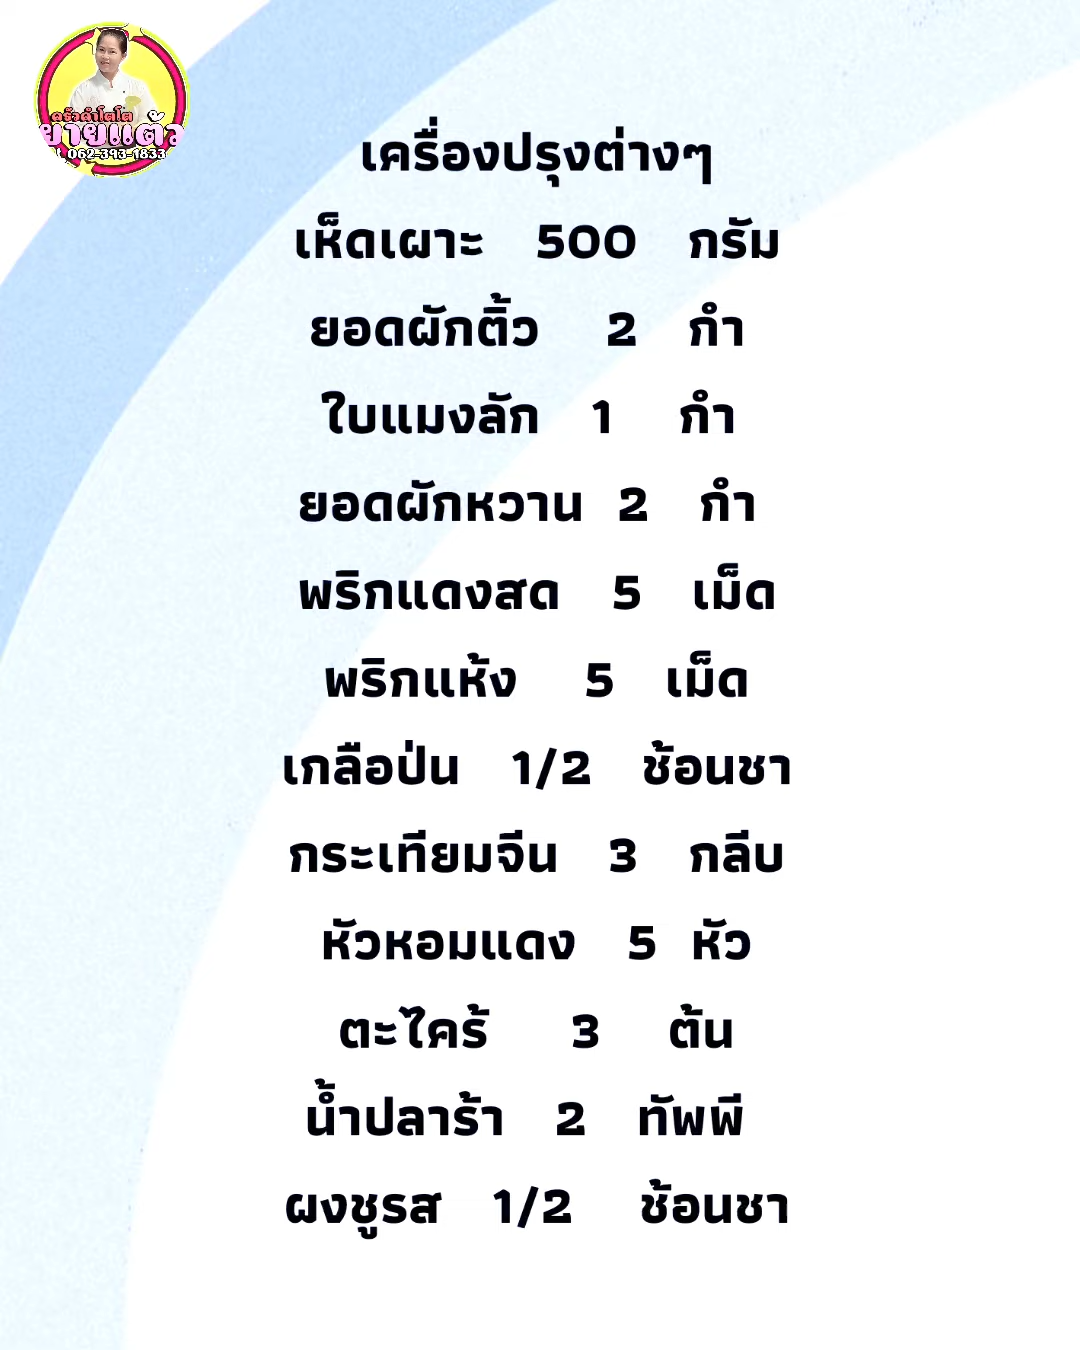 ครัวคำโตโต
ยายแต๋ว
062-393-1833
เครื่องปรุงต่างๆ
เห็ดเผาะ 500 กรัม
ยอดผักติ้ว 2 กำ
ใบแมงลัก 1 กำ
ยอดผักหวาน 2 กำ
พริกแดงสด 5 เม็ด
พริกแห้ง 5 เม็ด
เกลือป่น 1/2 ช้อนชา
กระเทียมจีน 3 กลีบ
หัวหอมแดง 5 หัว
ตะไคร้ 3 ต้น
น้ำปลาร้า 2 ทัพพี
ผงชูรส 1/2 ช้อนชา